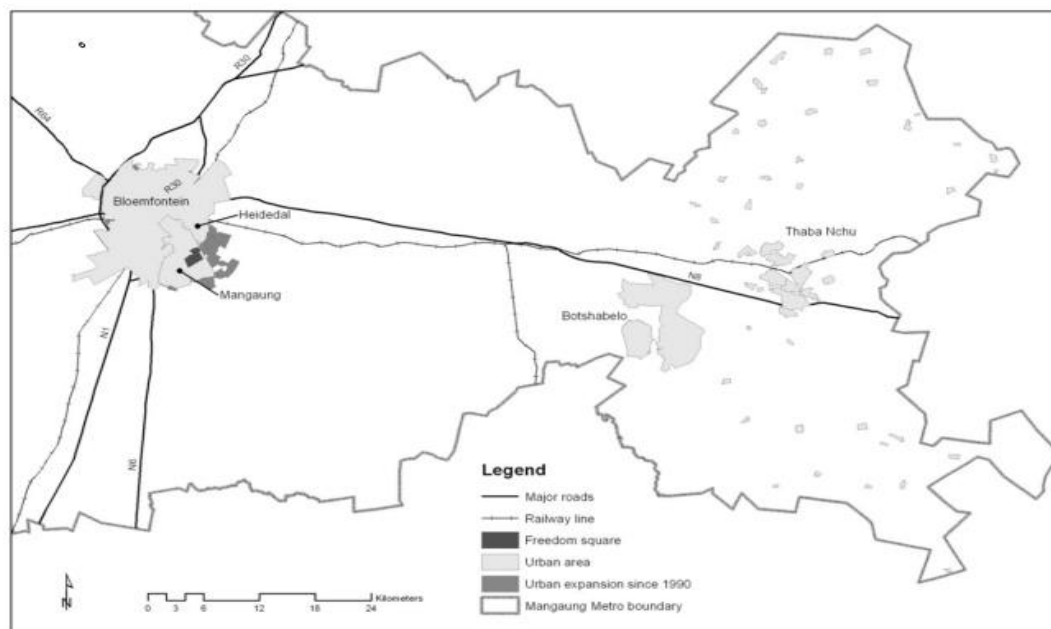 R30
R64
Bloemfontein
R30
Heidedal
Mangaung
N1
N6
Thaba Nchu
N8
Botshabelo
Legend
Major roads
Railway line
Freedom square
Urban area
Urban expansion since 1990
Mangaung Metro boundary
N
Kilometers
0 3 6 12 18 24